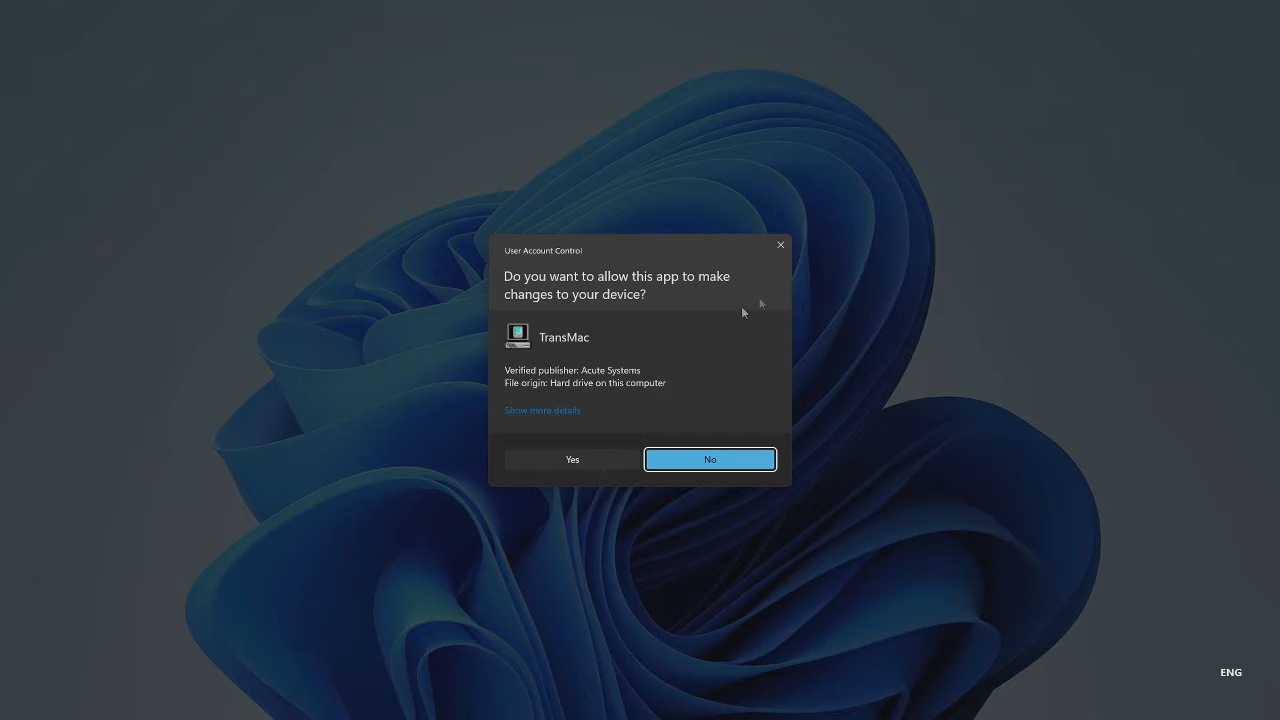 User Account Control
Do you want to allow this app to make
changes to your device?
TransMac
Verified publisher: Acute Systems
File origin: Hard drive on this computer
Show more details
Yes
No
ENG